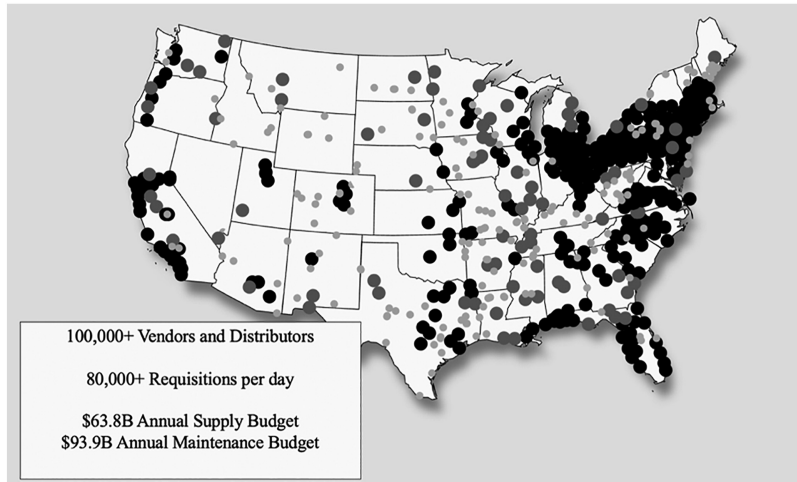 100,000+ Vendors and Distributors
80,000+ Requisitions per day
$63.8B Annual Supply Budget
$93.9B Annual Maintenance Budget